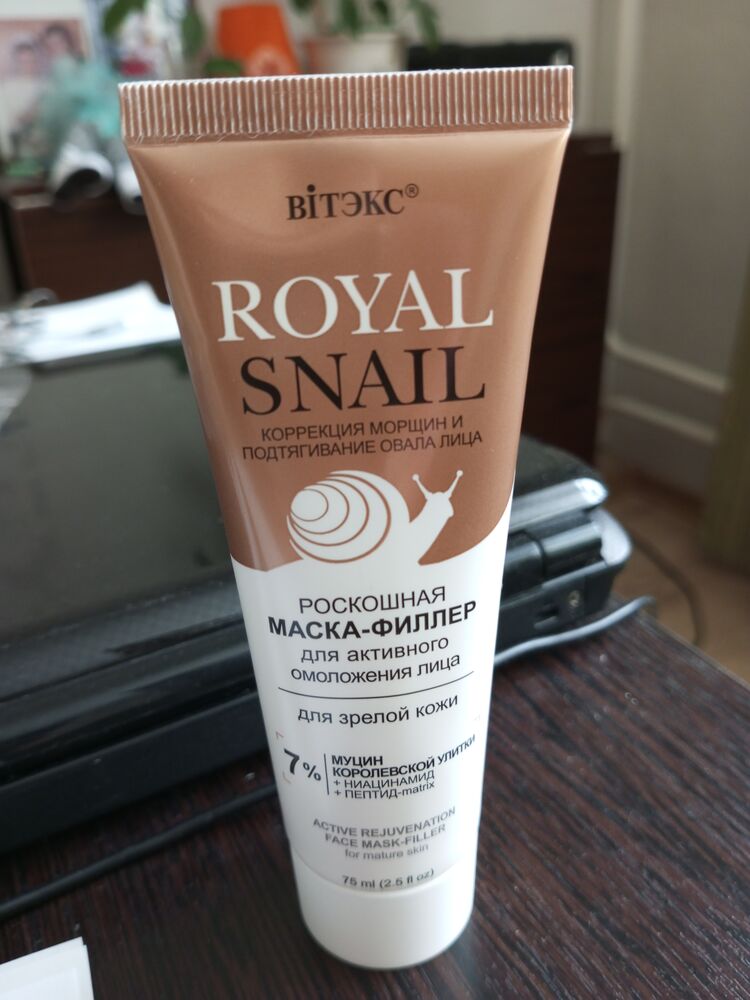 ВІТЭКС®
ROYAL
SNAIL
КОРРЕКЦИЯ МОРЩИН И
ПОДТЯГИВАНИЕ ОВАЛА ЛИЦА
РОСКОШНАЯ
МАСКА-ФИЛЛЕР
для активного
омоложения лица
для зрелой кожи
7% МУЦИН
КОРОЛЕВСКОЙ УЛИТКИ
+ НИАЦИНАМИД
+ ПЕПТИД-matrix
ACTIVE REJUVENATION
FACE MASK-FILLER
for mature skin
75 ml (2.5 fl oz)